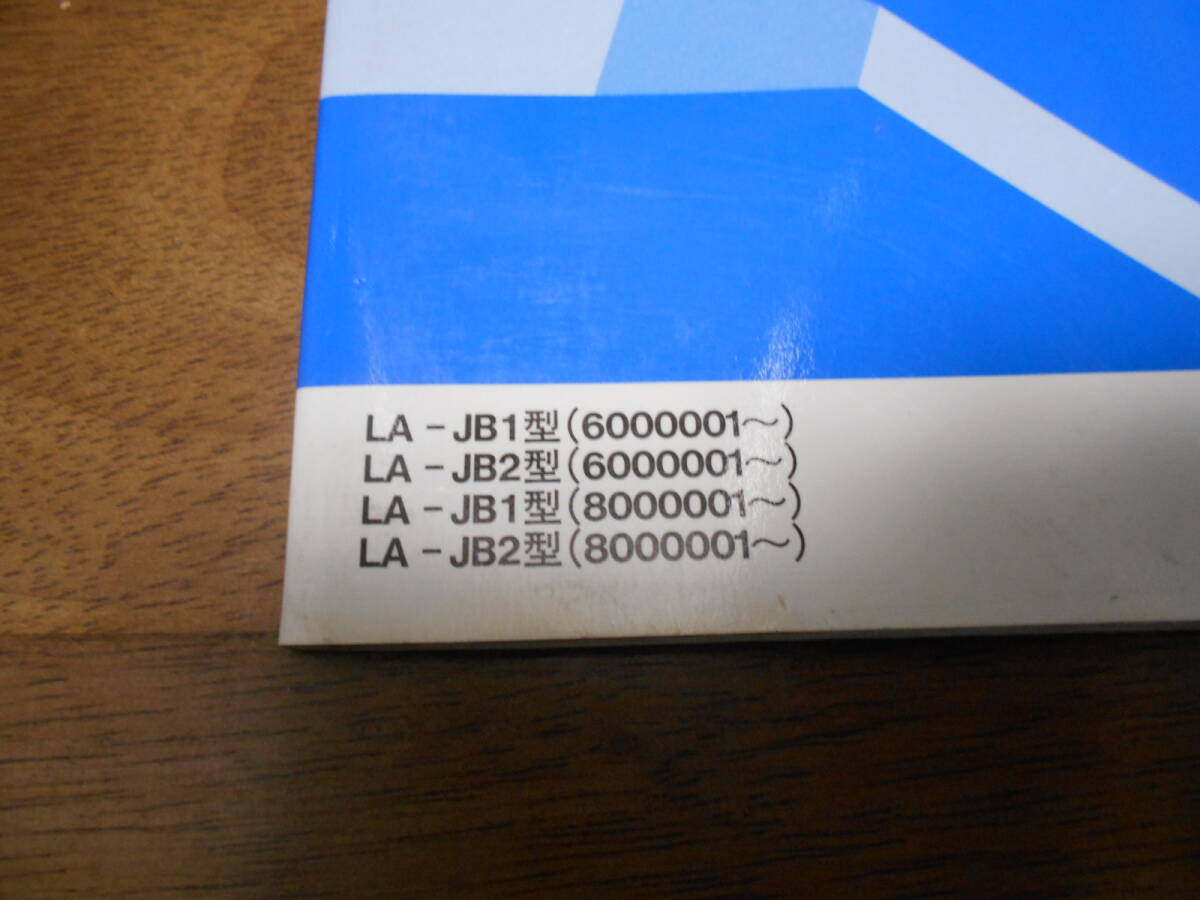 LA - JB1型(6000001～)
LA - JB2型(6000001～)
LA - JB1型(8000001～)
LA - JB2型(8000001～)